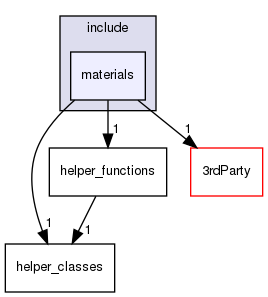 include
materials
1
1
helper_functions
3rdParty
1
1
helper_classes